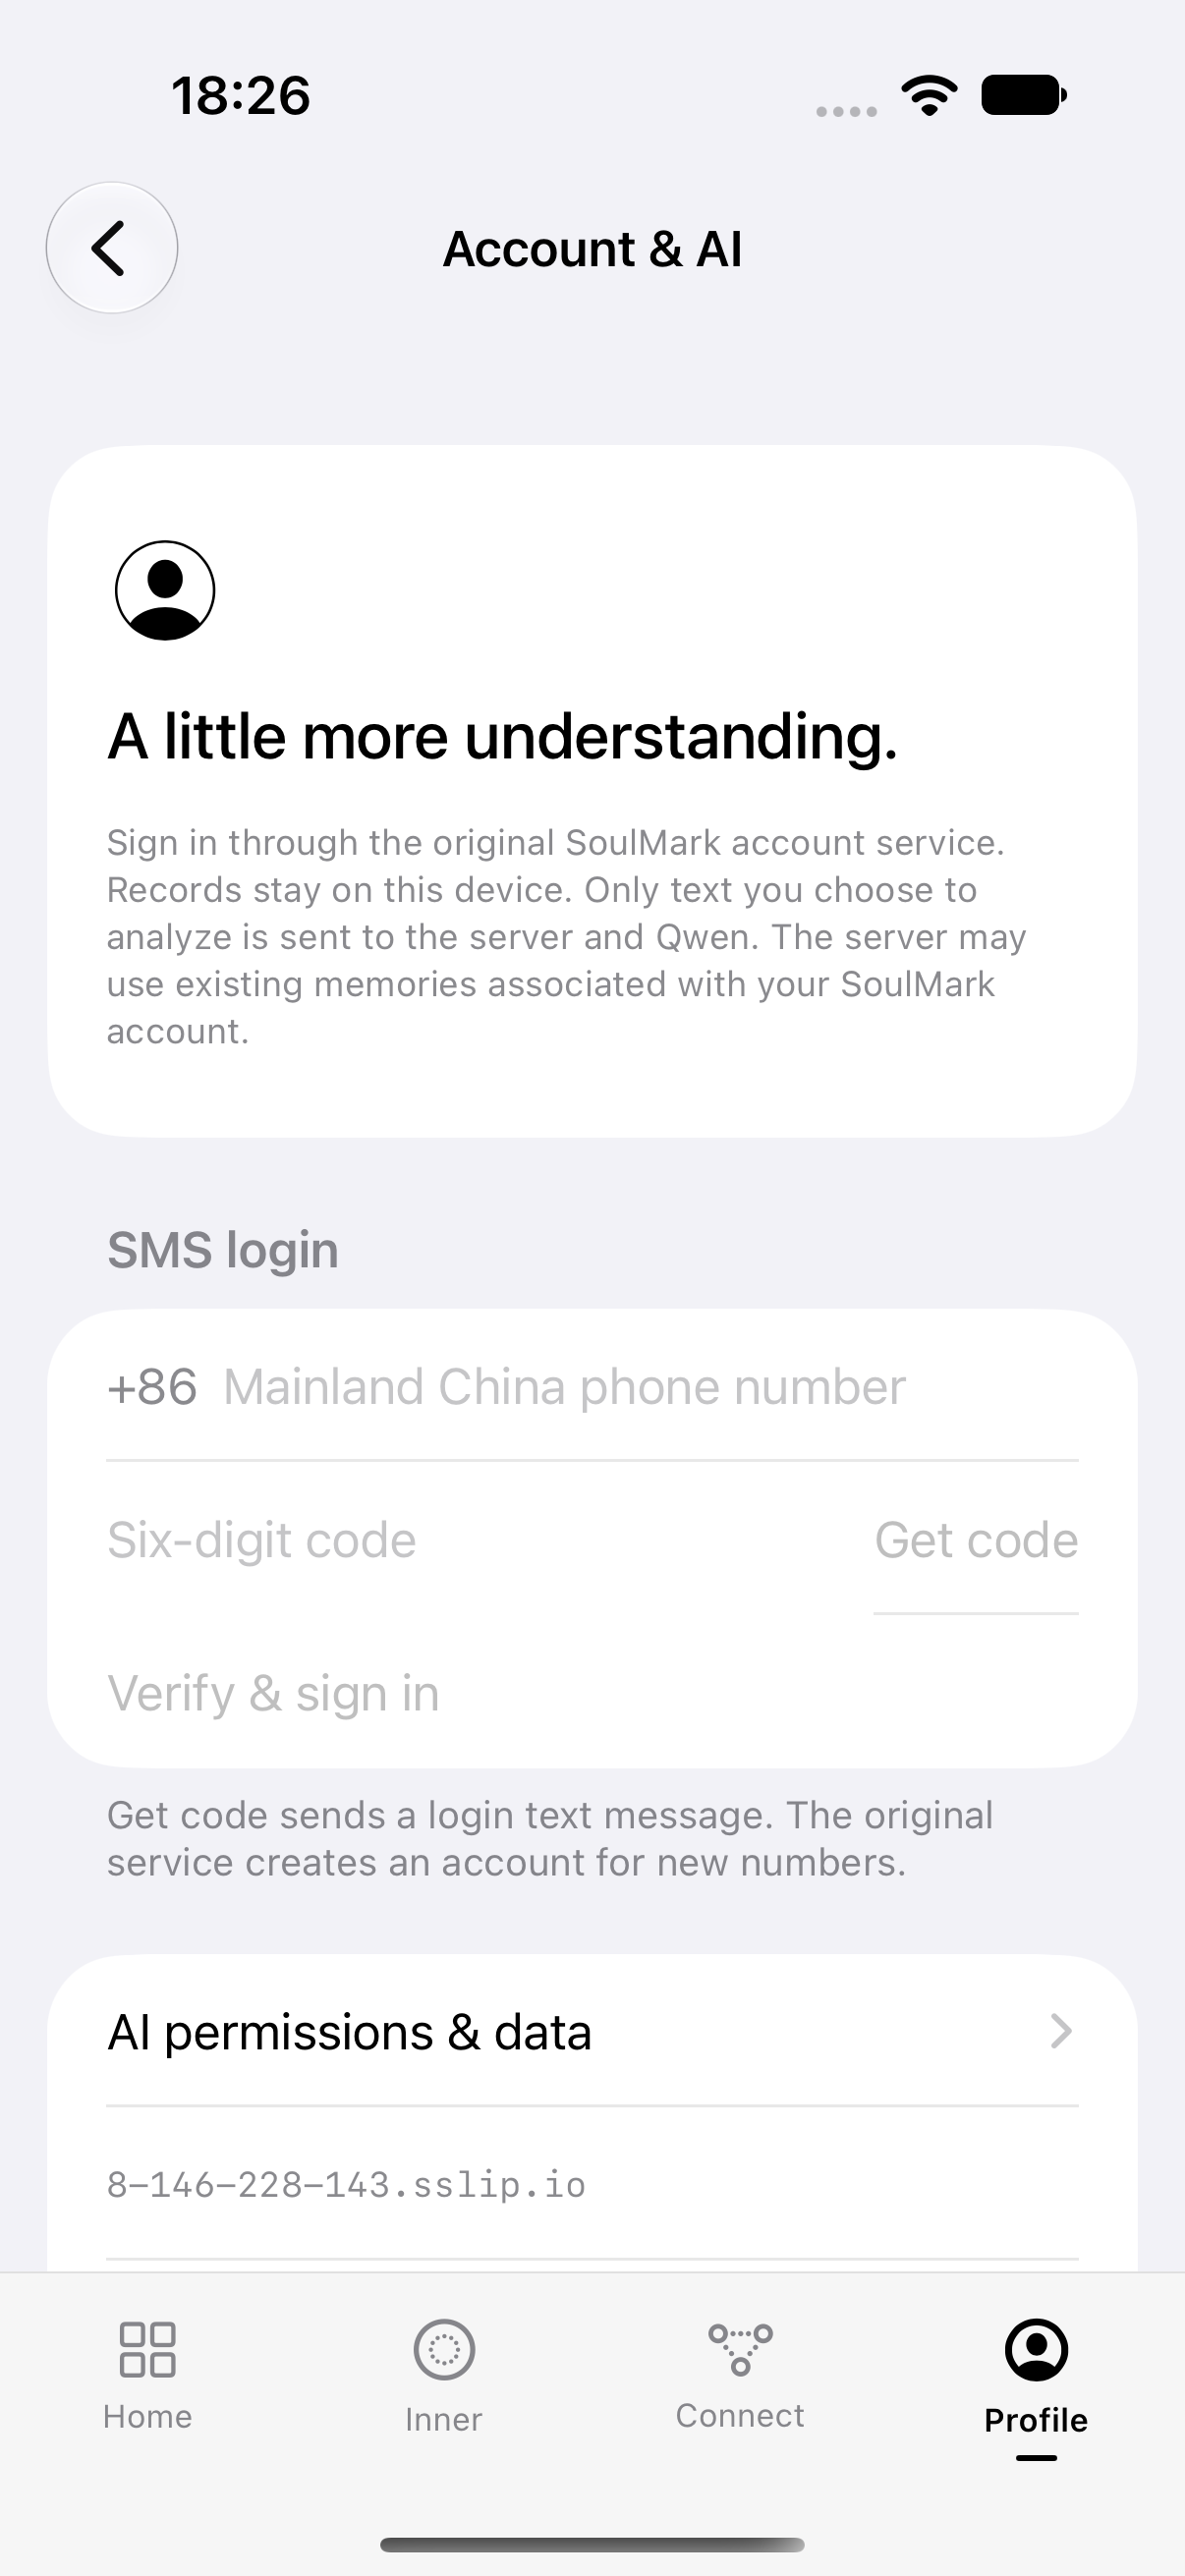 18:26
Account & AI
A little more understanding.
Sign in through the original SoulMark account service.
Records stay on this device. Only text you choose to
analyze is sent to the server and Qwen. The server may
use existing memories associated with your SoulMark
account.
SMS login
+86 Mainland China phone number
Six-digit code Get code
Verify & sign in
Get code sends a login text message. The original
service creates an account for new numbers.
AI permissions & data
8-146-228-143.sslip.io
Home Inner Connect Profile